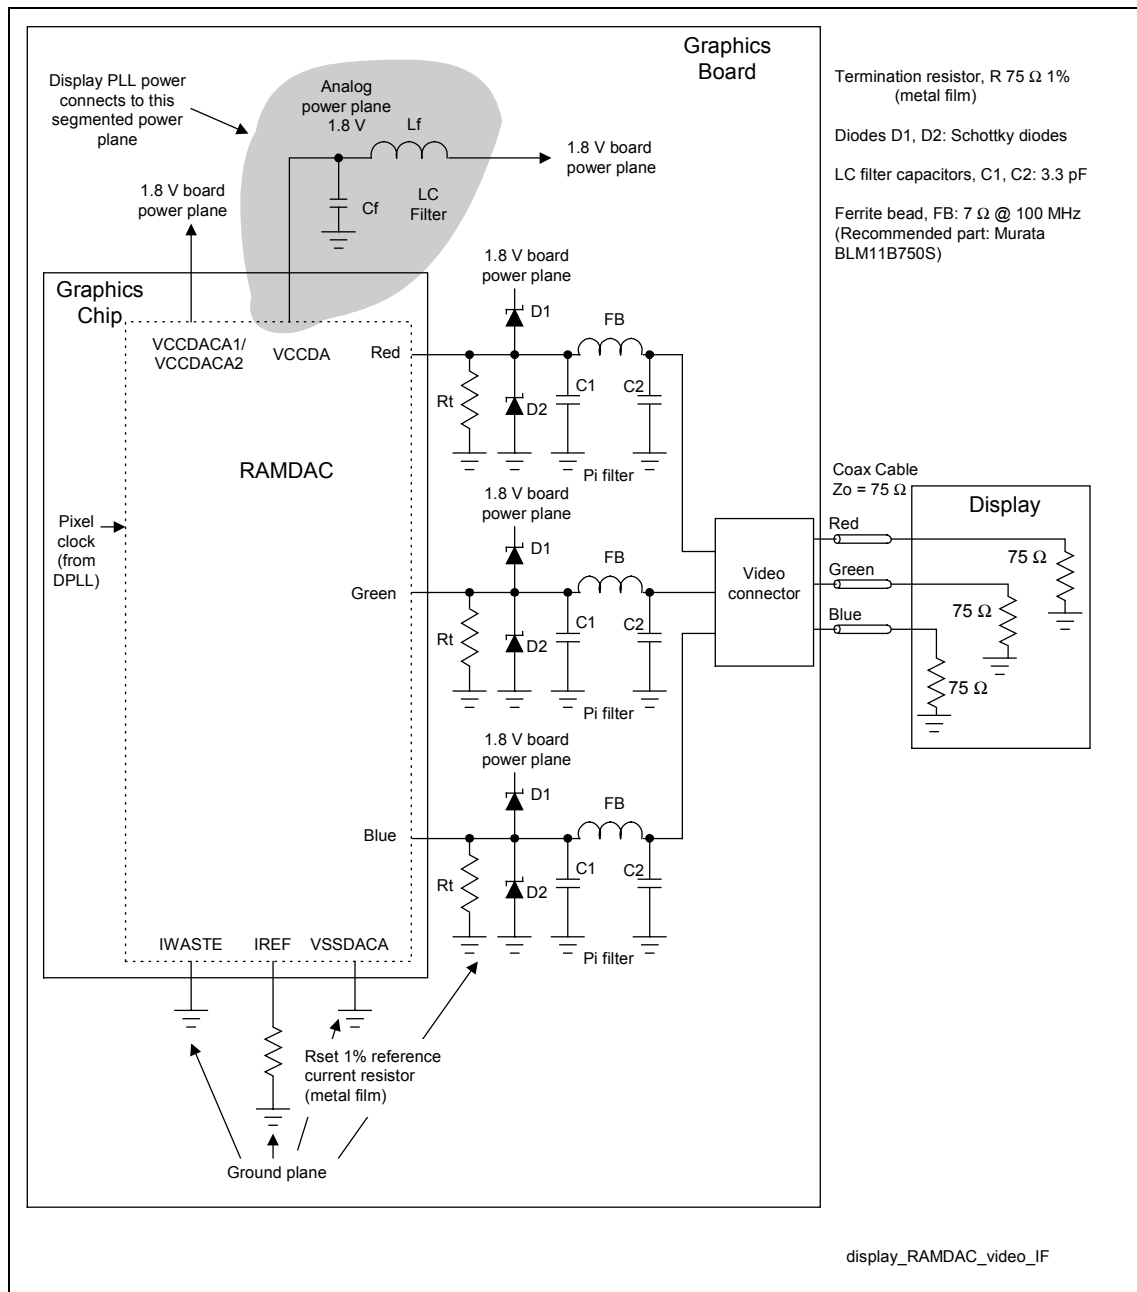 Graphics
Board
Display PLL power
connects to this
segmented power
plane
Analog
power plane
1.8 V
Lf
1.8 V board
power plane
1.8 V board
power plane
Cf
LC
Filter
Termination resistor, R 75 Ω 1%
(metal film)
Diodes D1, D2: Schottky diodes
LC filter capacitors, C1, C2: 3.3 pF
Ferrite bead, FB: 7 Ω @ 100 MHz
(Recommended part: Murata
BLM11B750S)
Graphics
Chip
VCCDACA1/
VCCDACA2
VCCDA
Red
RAMDAC
Pixel
clock
(from
DPLL)
Green
Blue
IWASTE
IREF
VSSDACA
1.8 V board
power plane
D1
FB
Rt
D2
C1
C2
Pi filter
1.8 V board
power plane
D1
FB
Rt
D2
C1
C2
Pi filter
1.8 V board
power plane
D1
FB
Rt
D2
C1
C2
Pi filter
Video
connector
Coax Cable
Zo = 75 Ω
Red
Green
Blue
Display
75 Ω
75 Ω
75 Ω
Rset 1% reference
current resistor
(metal film)
Ground plane
display_RAMDAC_video_IF